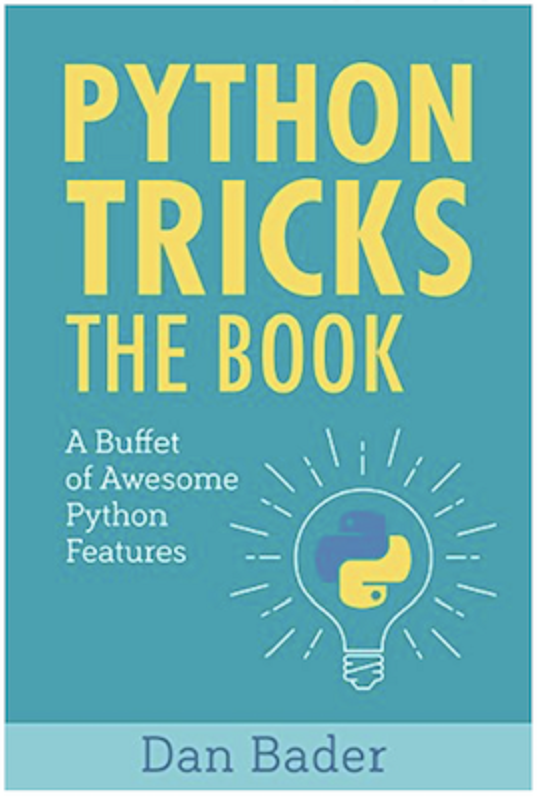 PYTHON
TRICKS
THE BOOK
A Buffet
of Awesome
Python
Features
Dan Bader